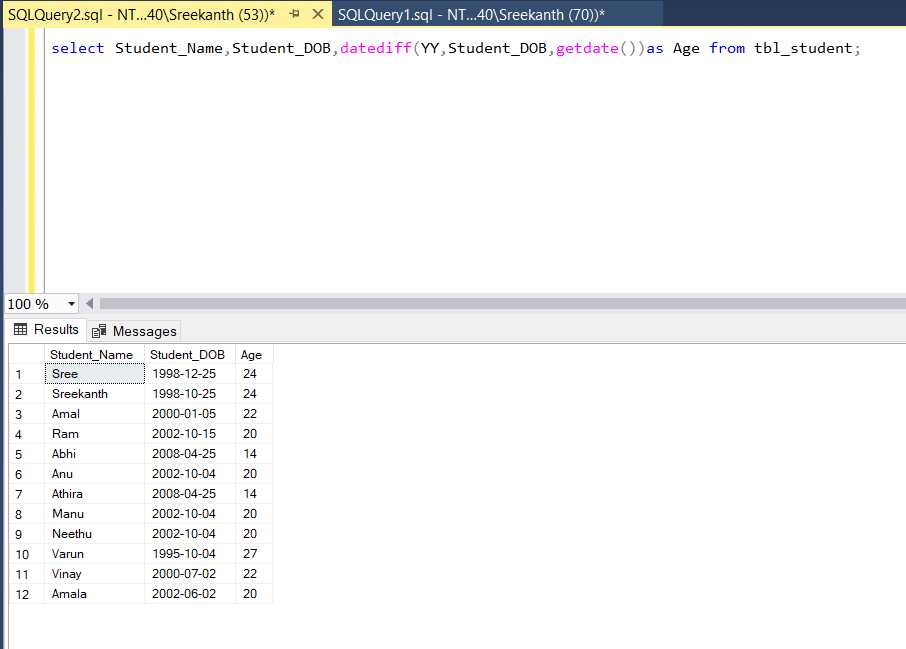 SQLQuery2.sql - NT...40\Sreekanth (53))* SQLQuery1.sql - NT...40\Sreekanth (70))*
select Student_Name,Student_DOB,datediff(YY,Student_DOB,getdate())as Age from tbl_student;
100 %
Results Messages
Student_Name Student_DOB Age
1 Sree 1998-12-25 24
2 Sreekanth 1998-10-25 24
3 Amal 2000-01-05 22
4 Ram 2002-10-15 20
5 Abhi 2008-04-25 14
6 Anu 2002-10-04 20
7 Athira 2008-04-25 14
8 Manu 2002-10-04 20
9 Neethu 2002-10-04 20
10 Varun 1995-10-04 27
11 Vinay 2000-07-02 22
12 Amala 2002-06-02 20